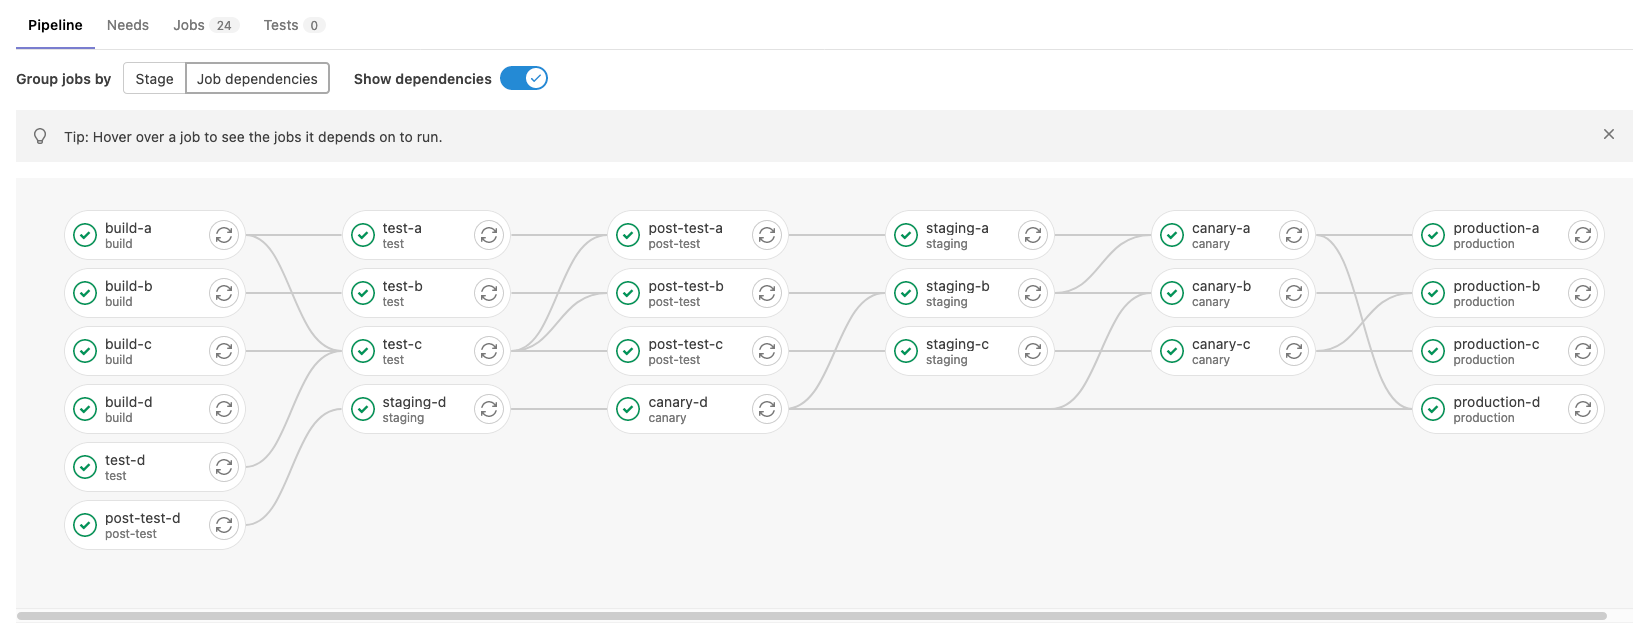 Pipeline Needs Jobs 24 Tests 0
Group jobs by Stage Job dependencies Show dependencies
Tip: Hover over a job to see the jobs it depends on to run.
build-a
build
build-b
build
build-c
build
build-d
build
test-d
test
post-test-d
post-test
test-a
test
test-b
test
test-c
test
staging-d
staging
post-test-a
post-test
post-test-b
post-test
post-test-c
post-test
canary-d
canary
staging-a
staging
staging-b
staging
staging-c
staging
canary-a
canary
canary-b
canary
canary-c
canary
production-a
production
production-b
production
production-c
production
production-d
production